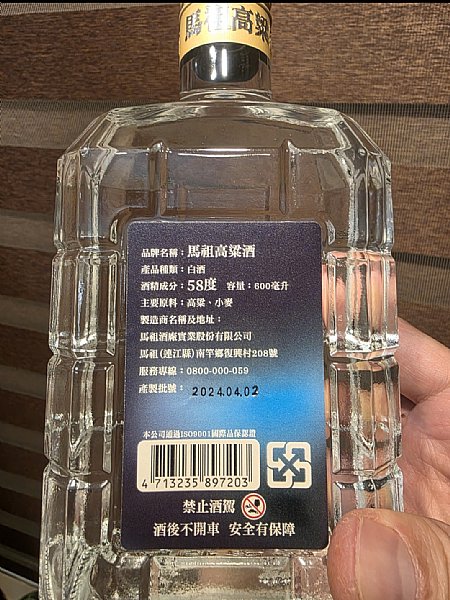 馬祖高粱
品牌名稱：馬祖高粱酒
產品種類：白酒
酒精成分：58度 容量：600毫升
主要原料：高粱、小麥
製造商名稱及地址：
馬祖酒廠實業股份有限公司
馬祖(連江縣)南竿鄉復興村208號
服務專線：0800-000-059
產製批號：2024.04.02
本公司通過ISO9001國際品保認證
4 713235 897203
禁止酒駕
酒後不開車 安全有保障